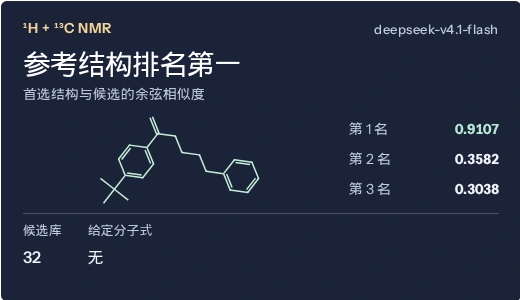 ¹H + ¹³C NMR
deepseek-v4.1-flash
参考结构排名第一
首选结构与候选的余弦相似度
第 1 名 0.9107
第 2 名 0.3582
第 3 名 0.3038
候选库 给定分子式
32 无